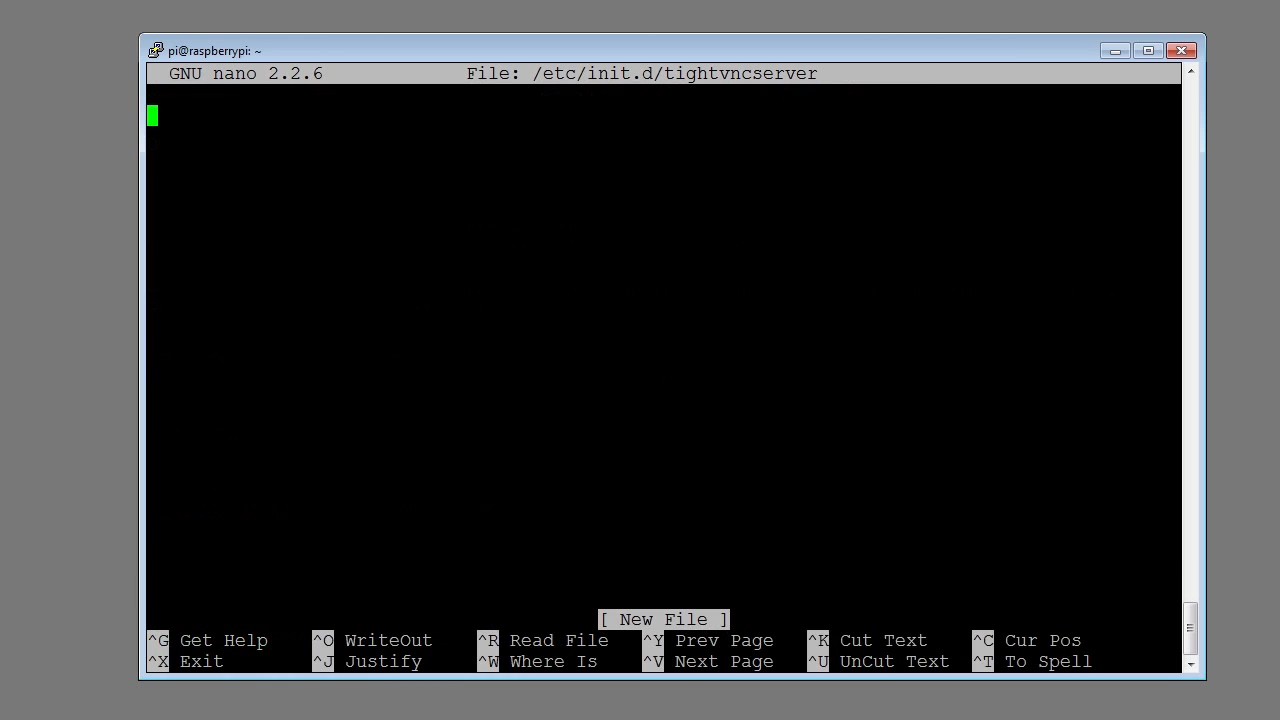 pi@raspberrypi: ~
GNU nano 2.2.6 File: /etc/init.d/tightvncserver
[ New File ]
^G Get Help ^O WriteOut ^R Read File ^Y Prev Page ^K Cut Text ^C Cur Pos
^X Exit ^J Justify ^W Where Is ^V Next Page ^U UnCut Text ^T To Spell